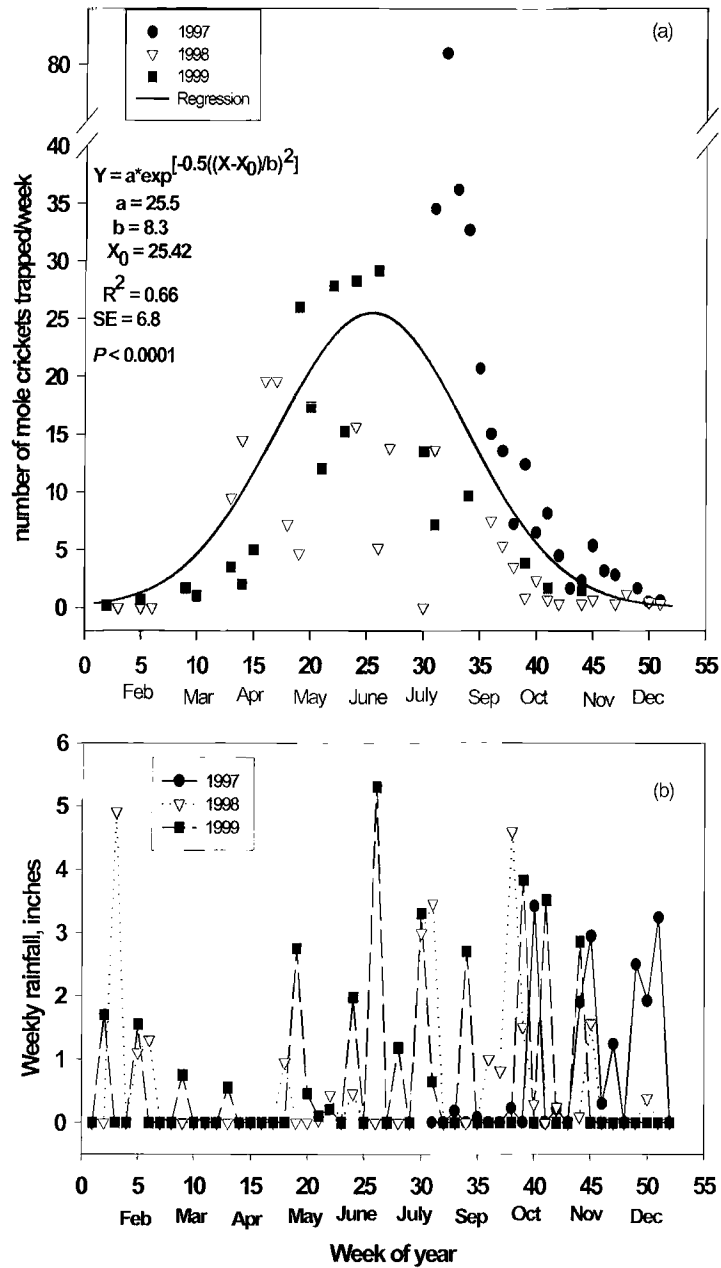 (a)
1997
1998
1999
Regression
80
40
35
30
25
20
15
10
5
0
Y = a*exp[-0.5((X-X0)/b)2]
a = 25.5
b = 8.3
X0 = 25.42
R2 = 0.66
SE = 6.8
P < 0.0001
number of mole crickets trapped/week
0 5 10 15 20 25 30 35 40 45 50 55
Feb Mar Apr May June July Sep Oct Nov Dec
(b)
1997
1998
1999
6
5
4
3
2
1
0
Weekly rainfall, inches
0 5 10 15 20 25 30 35 40 45 50 55
Feb Mar Apr May June July Sep Oct Nov Dec
Week of year